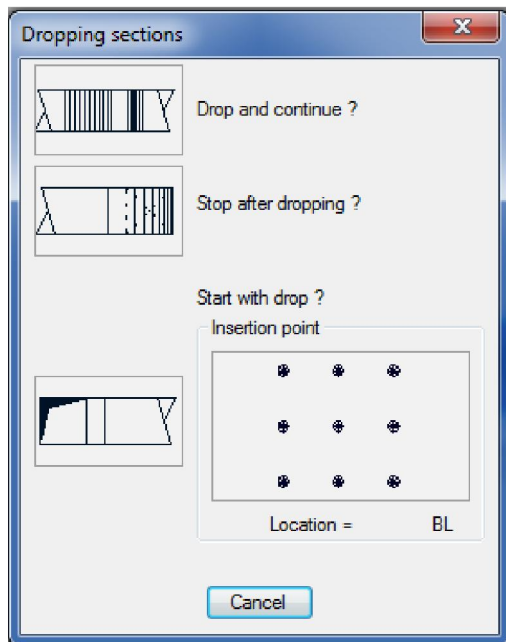 Dropping sections
Drop and continue ?
Stop after dropping ?
Start with drop ?
Insertion point
Location = BL
Cancel